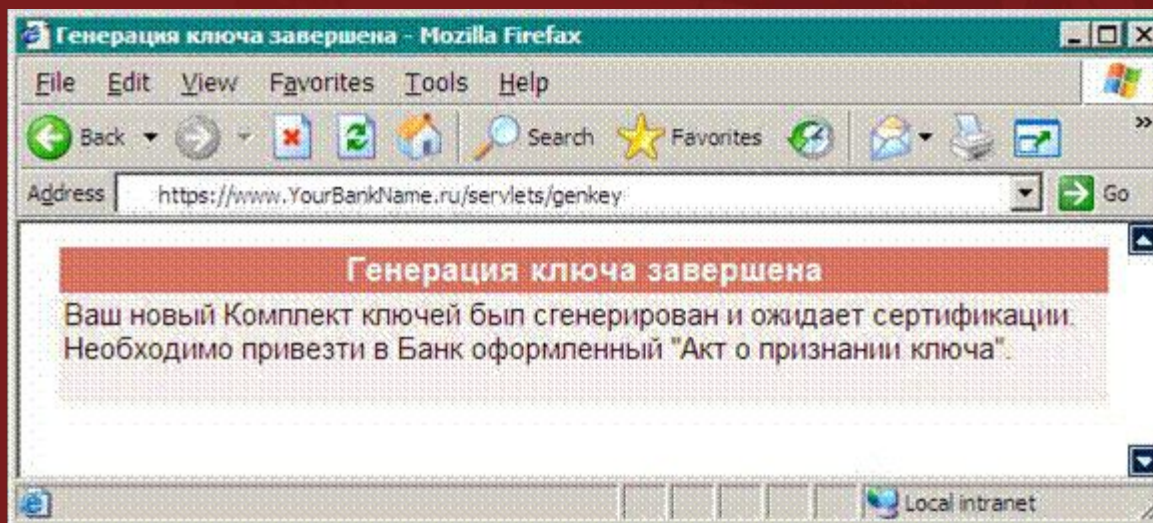 Генерация ключа завершена - Mozilla Firefox
File Edit View Favorites Tools Help
Back Search Favorites »
Address https://www.YourBankName.ru/servlets/genkey Go
Генерация ключа завершена
Ваш новый Комплект ключей был сгенерирован и ожидает сертификации.
Необходимо привезти в Банк оформленный "Акт о признании ключа".
Local intranet